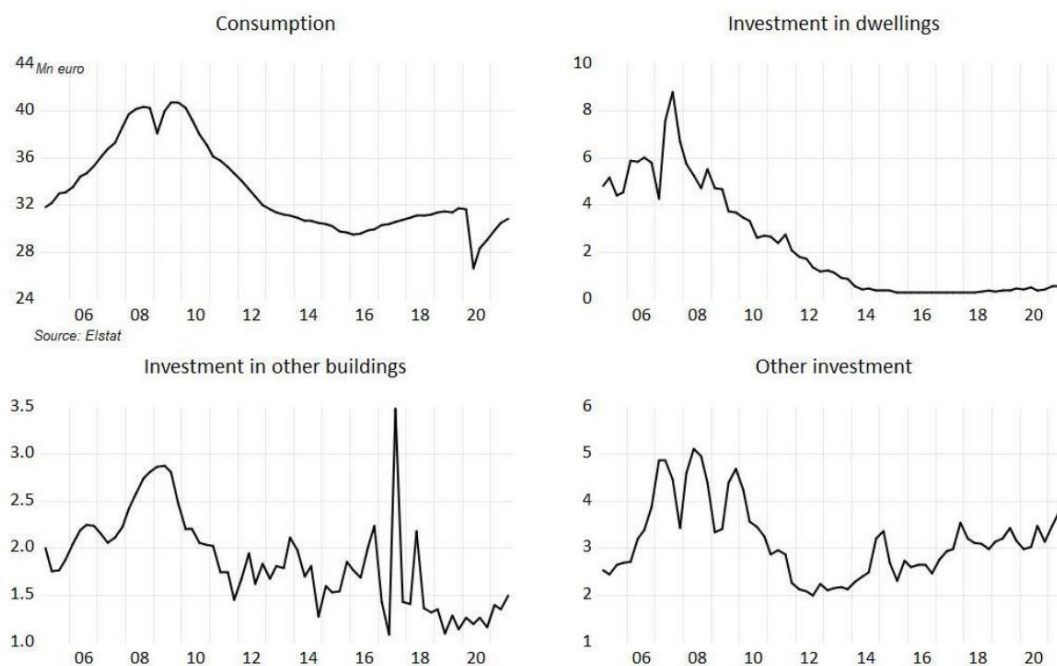 Consumption
44
Mn euro
40
36
32
28
24
06 08 10 12 14 16 18 20
Source: Elstat
Investment in dwellings
10
8
6
4
2
0
06 08 10 12 14 16 18 20
Investment in other buildings
3.5
3.0
2.5
2.0
1.5
1.0
06 08 10 12 14 16 18 20
Other investment
6
5
4
3
2
1
06 08 10 12 14 16 18 20